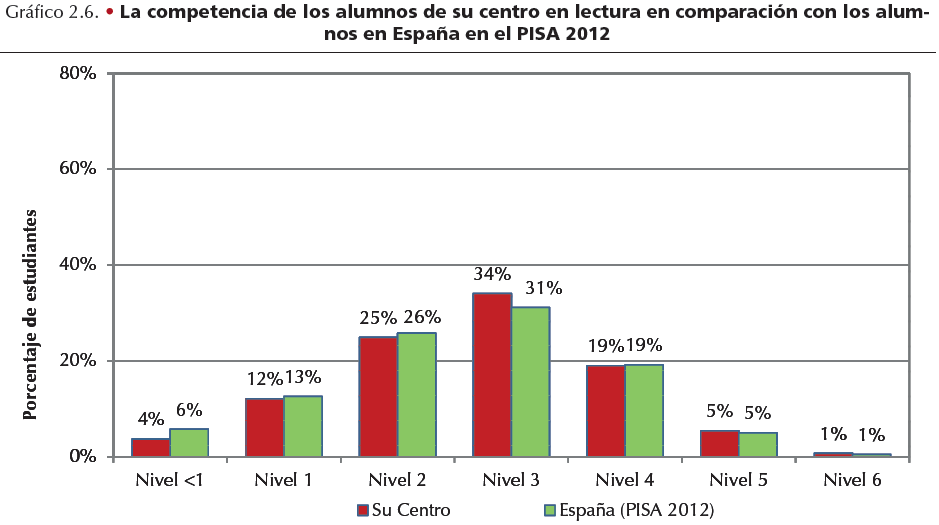 Gráfico 2.6. • La competencia de los alumnos de su centro en lectura en comparación con los alum-
nos en España en el PISA 2012
80%
60%
40%
20%
0%
Porcentaje de estudiantes
4%
6%
12%
13%
25%
26%
34%
31%
19%
19%
5%
5%
1%
1%
Nivel <1
Nivel 1
Nivel 2
Nivel 3
Nivel 4
Nivel 5
Nivel 6
Su Centro
España (PISA 2012)